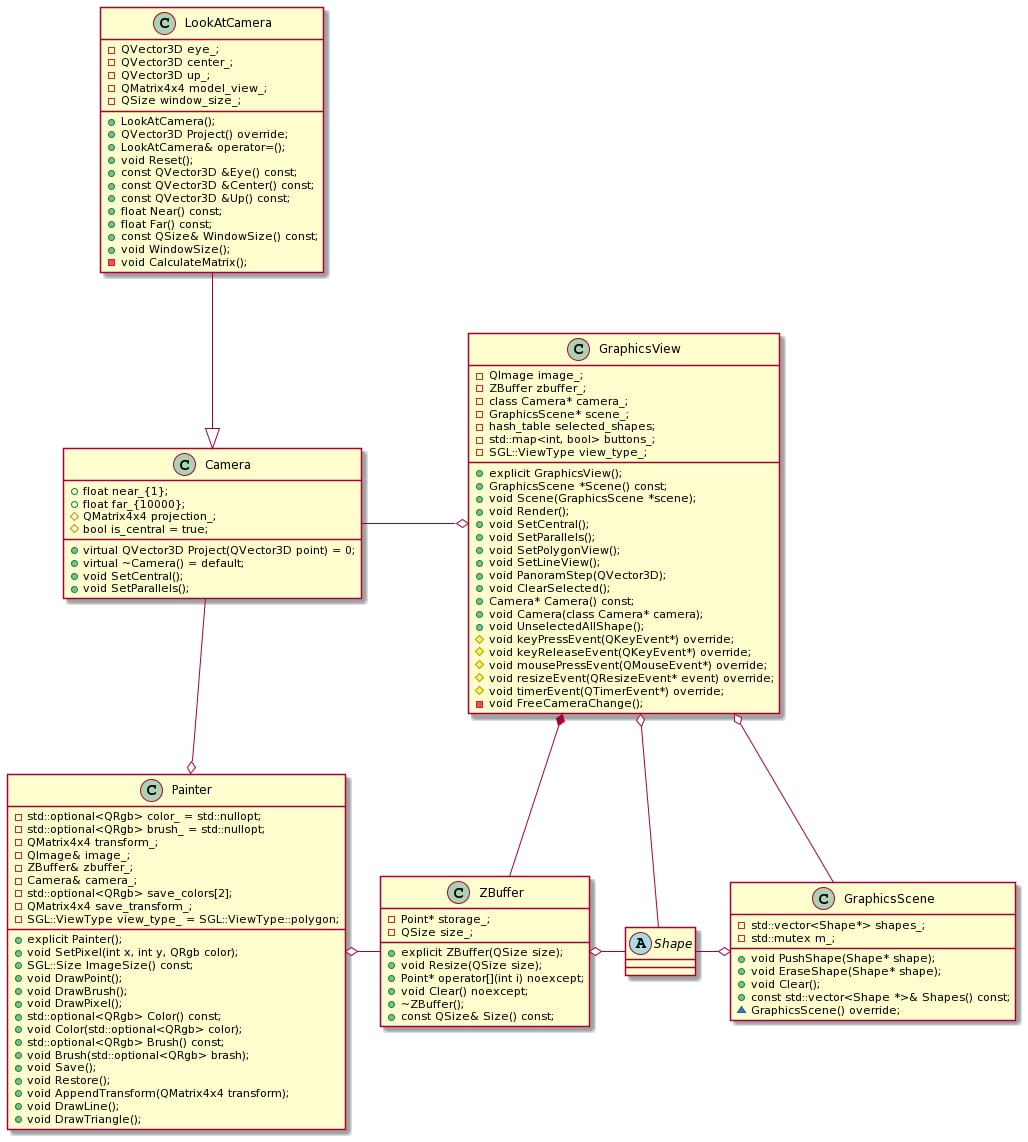 C LookAtCamera
QVector3D eye_;
QVector3D center_;
QVector3D up_;
QMatrix4x4 model_view_;
QSize window_size_;
LookAtCamera();
QVector3D Project() override;
LookAtCamera& operator=();
void Reset();
const QVector3D &Eye() const;
const QVector3D &Center() const;
const QVector3D &Up() const;
float Near() const;
float Far() const;
const QSize& WindowSize() const;
void WindowSize();
void CalculateMatrix();
C GraphicsView
QImage image_;
ZBuffer zbuffer_;
class Camera* camera_;
GraphicsScene* scene_;
hash_table selected_shapes;
std::map<int, bool> buttons_;
SGL::ViewType view_type_;
explicit GraphicsView();
GraphicsScene *Scene() const;
void Scene(GraphicsScene *scene);
void Render();
void SetCentral();
void SetParallels();
void SetPolygonView();
void SetLineView();
void PanoramStep(QVector3D);
void ClearSelected();
Camera* Camera() const;
void Camera(class Camera* camera);
void UnselectedAllShape();
void keyPressEvent(QKeyEvent*) override;
void keyReleaseEvent(QKeyEvent*) override;
void mousePressEvent(QMouseEvent*) override;
void resizeEvent(QResizeEvent* event) override;
void timerEvent(QTimerEvent*) override;
void FreeCameraChange();
C Camera
float near_{1};
float far_{10000};
QMatrix4x4 projection_;
bool is_central = true;
virtual QVector3D Project(QVector3D point) = 0;
virtual ~Camera() = default;
void SetCentral();
void SetParallels();
C Painter
std::optional<QRgb> color_ = std::nullopt;
std::optional<QRgb> brush_ = std::nullopt;
QMatrix4x4 transform_;
QImage& image_;
ZBuffer& zbuffer_;
Camera& camera_;
std::optional<QRgb> save_colors[2];
QMatrix4x4 save_transform_;
SGL::ViewType view_type_ = SGL::ViewType::polygon;
explicit Painter();
void SetPixel(int x, int y, QRgb color);
SGL::Size ImageSize() const;
void DrawPoint();
void DrawBrush();
void DrawPixel();
std::optional<QRgb> Color() const;
void Color(std::optional<QRgb> color);
std::optional<QRgb> Brush() const;
void Brush(std::optional<QRgb> brash);
void Save();
void Restore();
void AppendTransform(QMatrix4x4 transform);
void DrawLine();
void DrawTriangle();
C ZBuffer
Point* storage_;
QSize size_;
explicit ZBuffer(QSize size);
void Resize(QSize size);
Point* operator[](int i) noexcept;
void Clear() noexcept;
~ZBuffer();
const QSize& Size() const;
A Shape
C GraphicsScene
std::vector<Shape*> shapes_;
std::mutex m_;
void PushShape(Shape* shape);
void EraseShape(Shape* shape);
void Clear();
const std::vector<Shape *>& Shapes() const;
GraphicsScene() override;